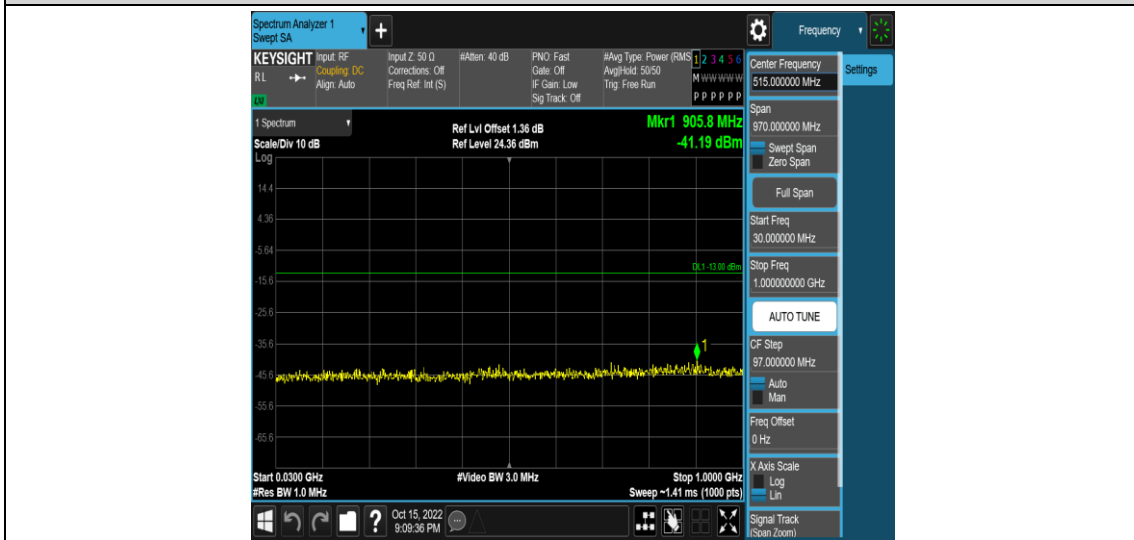 Spectrum Analyzer 1
Swept SA
+
Frequency
KEYSIGHT
RL
LXI
Input: RF
Coupling: DC
Align: Auto
Input Z: 50 Ω
Corrections: Off
Freq Ref: Int (S)
#Atten: 40 dB
PNO: Fast
Gate: Off
IF Gain: Low
Sig Track: Off
#Avg Type: Power (RMS
Avg|Hold: 50/50
Trig: Free Run
1 2 3 4 5 6
M W W W W W
P P P P P P
1 Spectrum
Scale/Div 10 dB
Log
Ref Lvl Offset 1.36 dB
Ref Level 24.36 dBm
Mkr1 905.8 MHz
-41.19 dBm
14.4
4.36
-5.64
DL1 -13.00 dBm
-15.6
-25.6
-35.6
1
-45.6
-55.6
-65.6
Start 0.0300 GHz
#Res BW 1.0 MHz
#Video BW 3.0 MHz
Stop 1.0000 GHz
Sweep ~1.41 ms (1000 pts)
?
Oct 15, 2022
9:09:36 PM
Center Frequency
515.000000 MHz
Settings
Span
970.000000 MHz
Swept Span
Zero Span
Full Span
Start Freq
30.000000 MHz
Stop Freq
1.000000000 GHz
AUTO TUNE
CF Step
97.000000 MHz
Auto
Man
Freq Offset
0 Hz
X Axis Scale
Log
Lin
Signal Track
(Span Zoom)